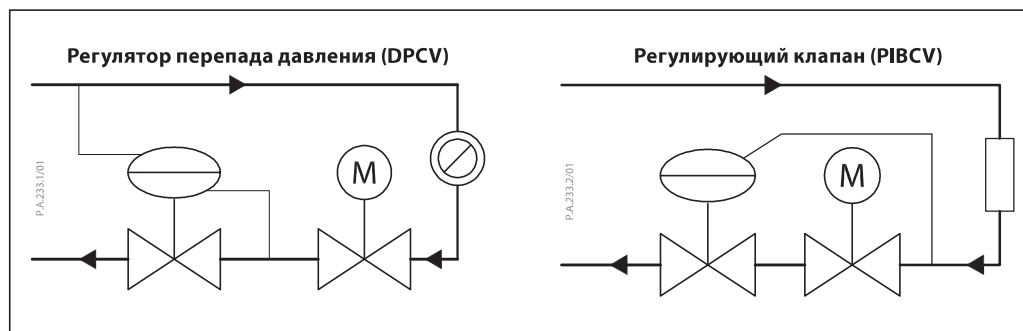 Регулятор перепада давления (DPCV)
P.A.233.1/01
M
Регулирующий клапан (PIBCV)
P.A.233.2/01
M